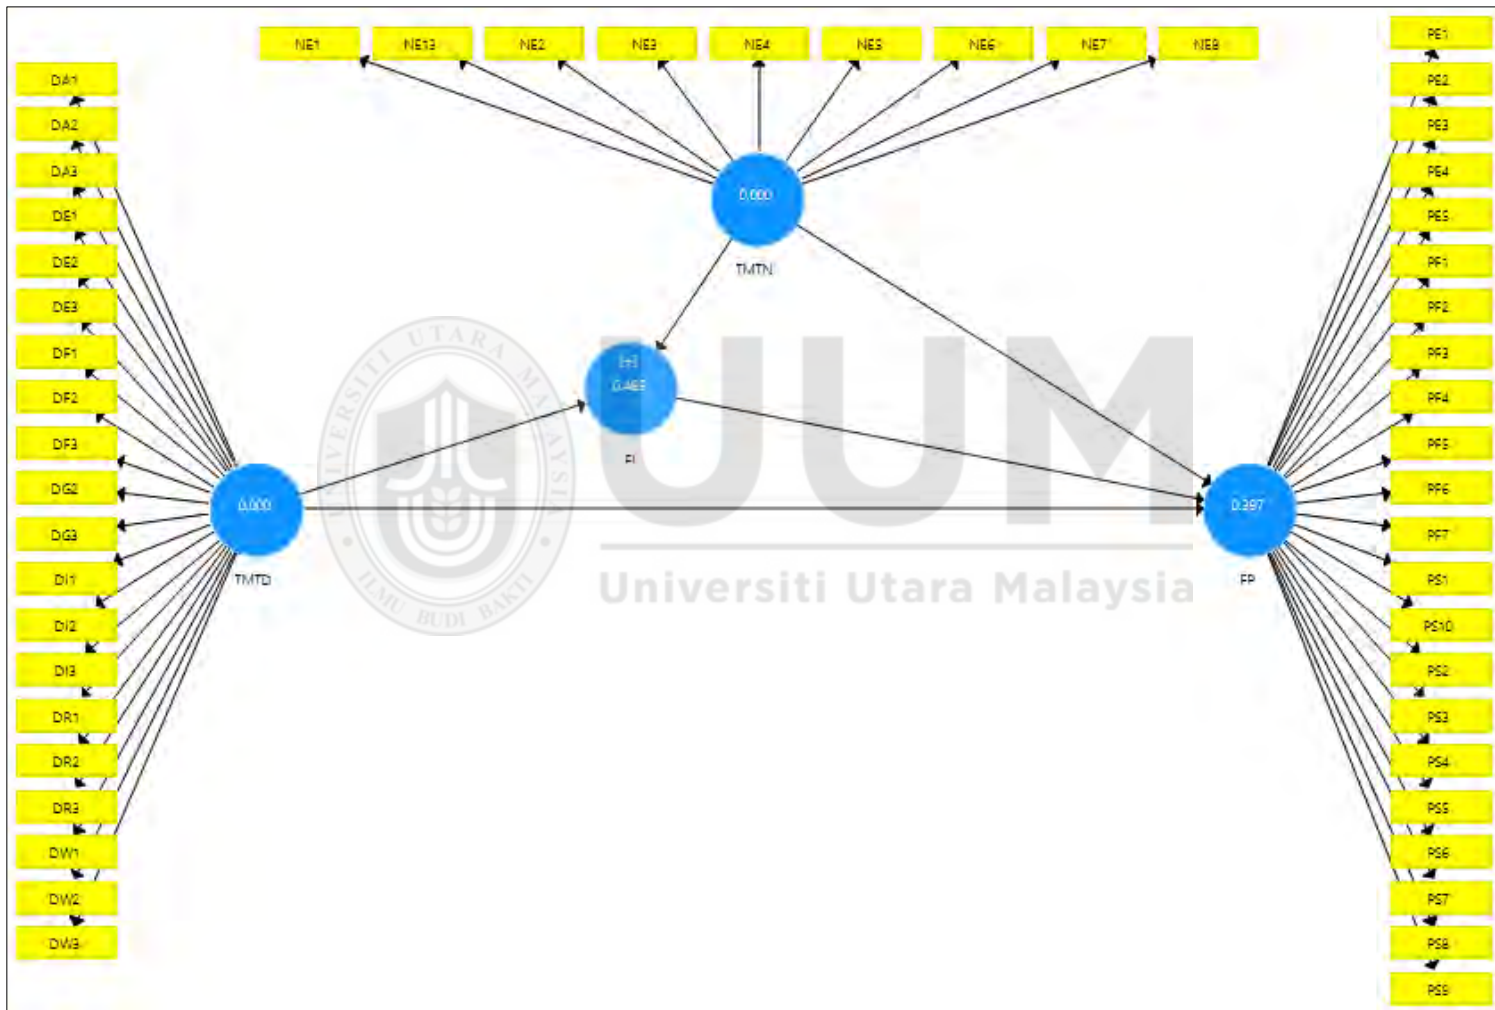 NE1
NE13
NE2
NE3
NE4
NE5
NE6
NE7
NE8
DA1
DA2
DA3
DE1
DE2
DE3
DF1
DF2
DF3
DG2
DG3
DI1
DI2
DI3
DR1
DR2
DR3
DW1
DW2
DW3
0.000
TMTN
[+]
FI
0.000
TMTD
0.397
FP
PE1
PE2
PE3
PE4
PE5
PF1
PF2
PF3
PF4
PF5
PF6
PF7
PS1
PS10
PS2
PS3
PS4
PS5
PS6
PS7
PS8
PS9
UNIVERSITI UTARA MALAYSIA
ILMU BUDI BAKTI
UUM
Universiti Utara Malaysia